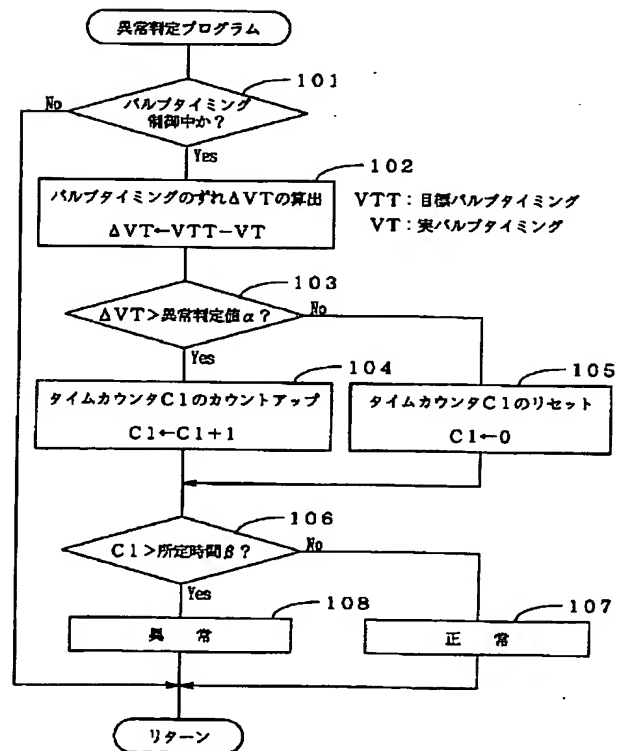 異常判定プログラム
101
バルブタイミング
制御中か?
No
Yes
102
バルブタイミングのずれΔVTの算出
ΔVT←VTT-VT
VTT:目標バルブタイミング
VT:実バルブタイミング
103
ΔVT>異常判定値α?
No
Yes
104
タイムカウンタC1のカウントアップ
C1←C1+1
105
タイムカウンタC1のリセット
C1←0
106
C1>所定時間β?
No
Yes
108
異 常
107
正 常
リターン